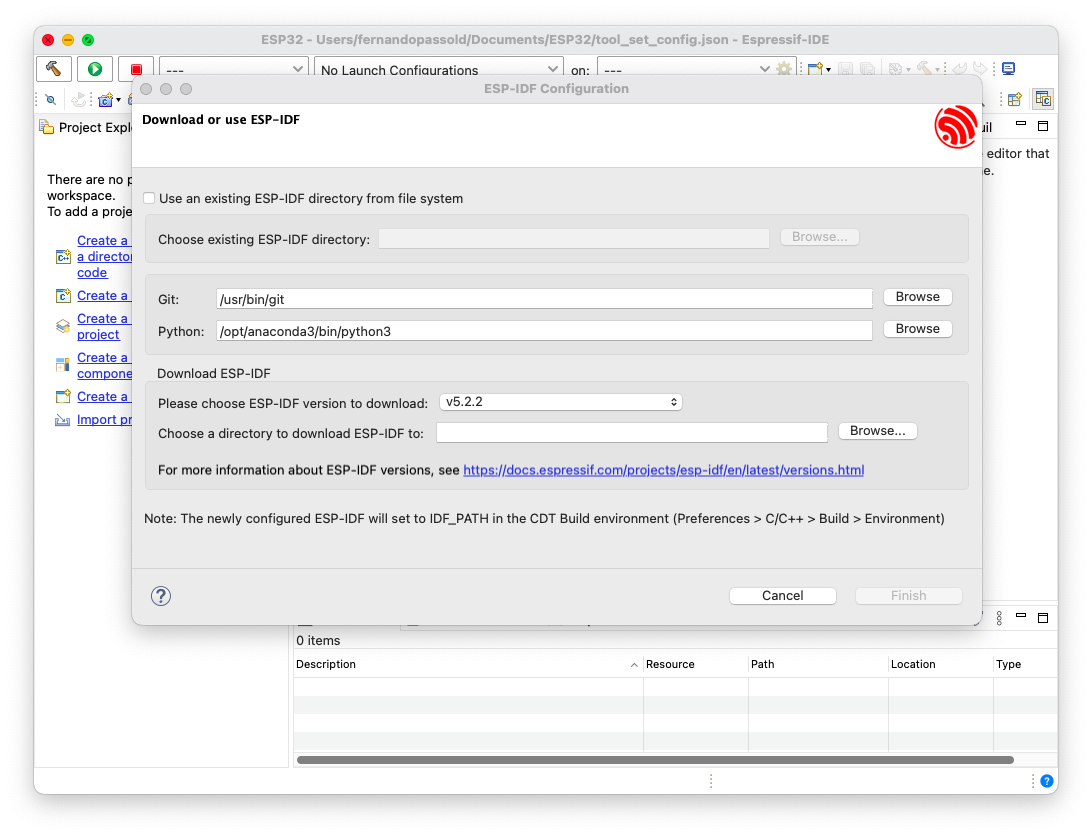 ESP32 - Users/fernandopassold/Documents/ESP32/tool_set_config.json - Espressif-IDE
--- No Launch Configurations on: ---
ESP-IDF Configuration
Project Explo
Download or use ESP-IDF
editor that
There are no p
workspace.
To add a proje
Create a
a director
code
Create a
Create a
project
Create a
compone
Create a
Import pr
Use an existing ESP-IDF directory from file system
Choose existing ESP-IDF directory: Browse...
Git: /usr/bin/git Browse
Python: /opt/anaconda3/bin/python3 Browse
Download ESP-IDF
Please choose ESP-IDF version to download: v5.2.2
Choose a directory to download ESP-IDF to: Browse...
For more information about ESP-IDF versions, see https://docs.espressif.com/projects/esp-idf/en/latest/versions.html
Note: The newly configured ESP-IDF will set to IDF_PATH in the CDT Build environment (Preferences > C/C++ > Build > Environment)
? Cancel Finish
0 items
Description Resource Path Location Type
?